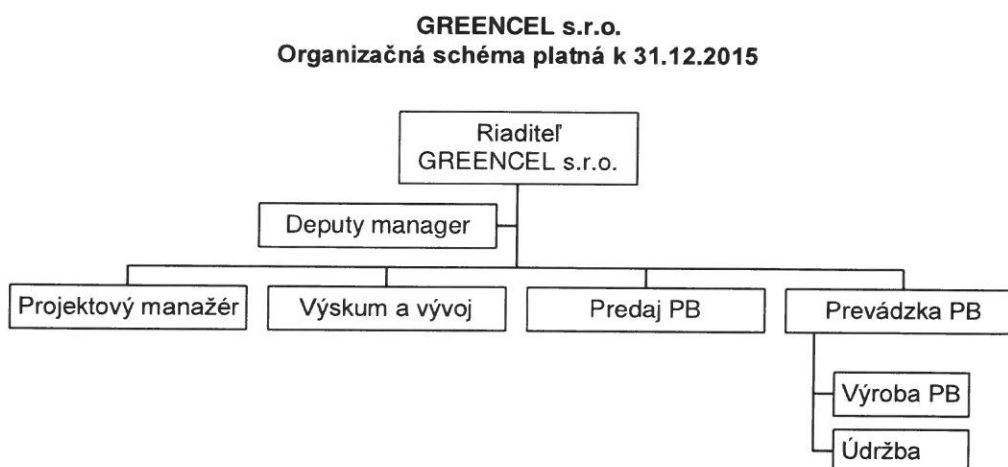 GREENCEL s.r.o.
Organizačná schéma platná k 31.12.2015
Riaditeľ
GREENCEL s.r.o.
Deputy manager
Projektový manažér
Výskum a vývoj
Predaj PB
Prevádzka PB
Výroba PB
Údržba